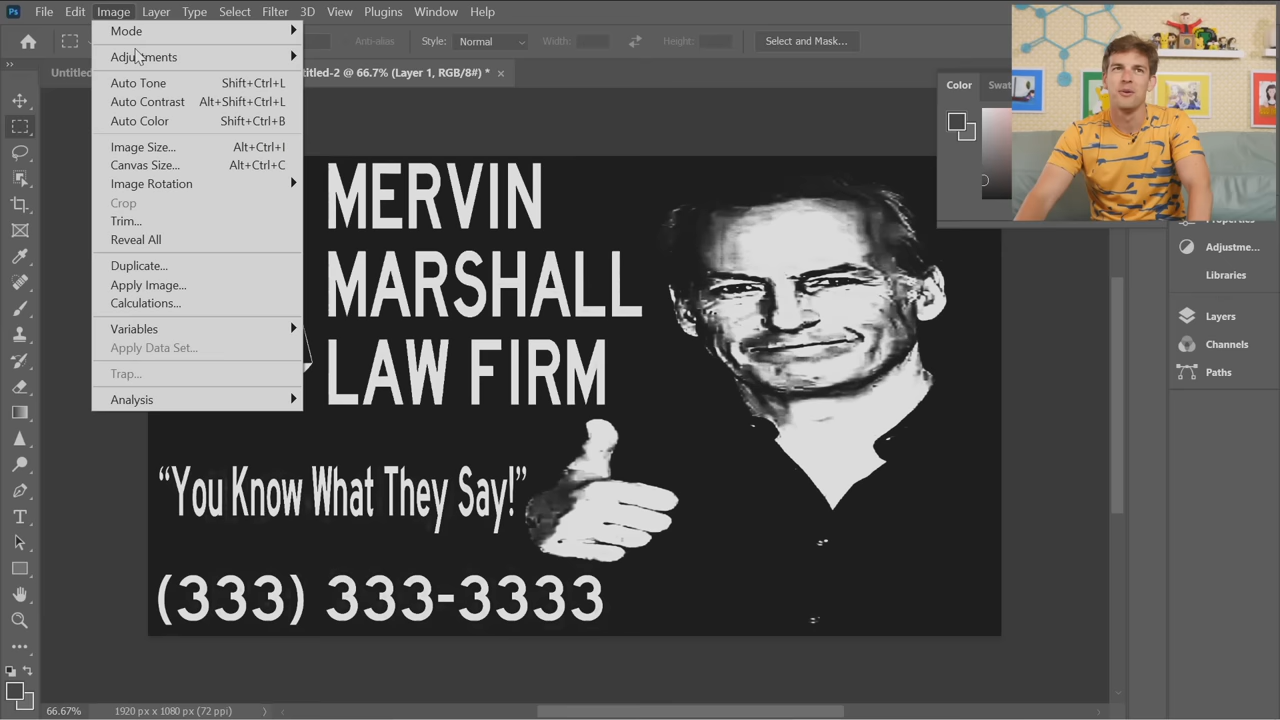 Ps File Edit Image Layer Type Select Filter 3D View Plugins Window Help
Anti-alias Style: Normal Width: Height: Select and Mask...
titled-2 @ 66.7% (Layer 1, RGB/8#) * ×
Mode
Adjustments
Auto Tone Shift+Ctrl+L
Auto Contrast Alt+Shift+Ctrl+L
Auto Color Shift+Ctrl+B
Image Size... Alt+Ctrl+I
Canvas Size... Alt+Ctrl+C
Image Rotation
Crop
Trim...
Reveal All
Duplicate...
Apply Image...
Calculations...
Variables
Apply Data Set...
Trap...
Analysis
MERVIN
MARSHALL
LAW FIRM
“You Know What They Say!”
(333) 333-3333
Color Swat
Properties
Adjustme...
Libraries
Layers
Channels
Paths
66.67% 1920 px x 1080 px (72 ppi)